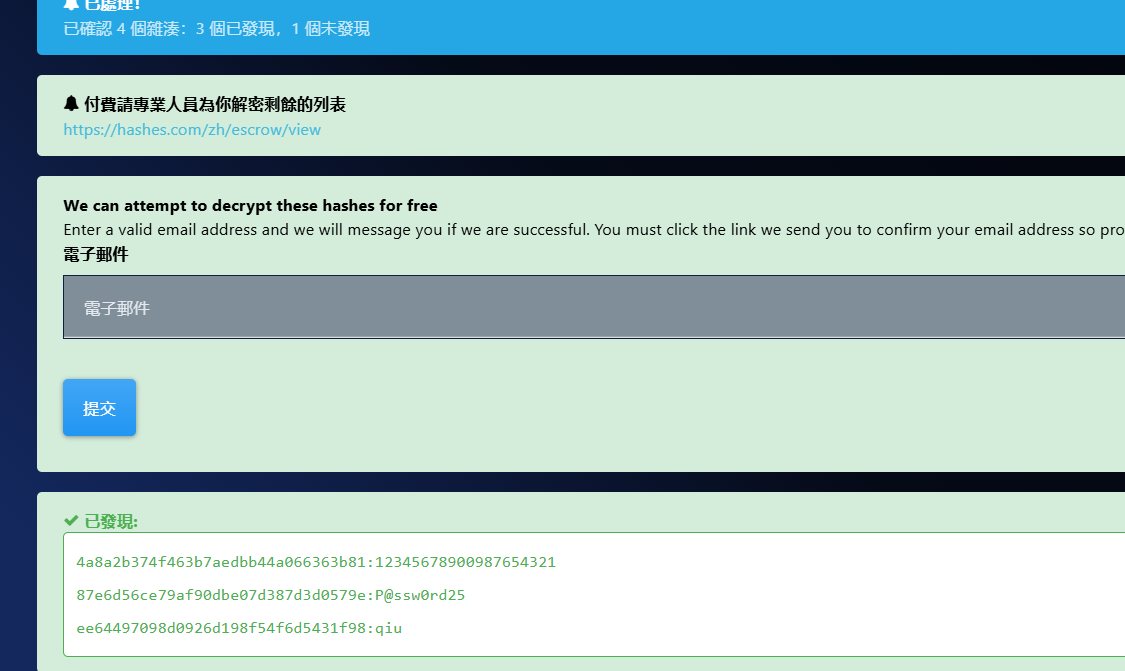 已處理!
已確認 4 個雜湊：3 個已發現，1 個未發現
付費請專業人員為你解密剩餘的列表
https://hashes.com/zh/escrow/view
We can attempt to decrypt these hashes for free
Enter a valid email address and we will message you if we are successful. You must click the link we send you to confirm your email address so pro
電子郵件
電子郵件
提交
已發現:
4a8a2b374f463b7aedbb44a066363b81:12345678900987654321
87e6d56ce79af90dbe07d387d3d0579e:P@ssw0rd25
ee64497098d0926d198f54f6d5431f98:qiu